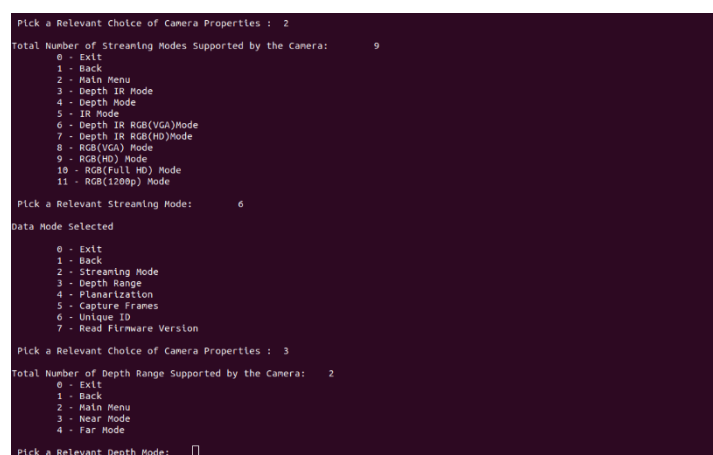 Pick a Relevant Choice of Camera Properties : 2
Total Number of Streaming Modes Supported by the Camera: 9
0 - Exit
1 - Back
2 - Main Menu
3 - Depth IR Mode
4 - Depth Mode
5 - IR Mode
6 - Depth IR RGB(VGA)Mode
7 - Depth IR RGB(HD)Mode
8 - RGB(VGA) Mode
9 - RGB(HD) Mode
10 - RGB(Full HD) Mode
11 - RGB(1200p) Mode
Pick a Relevant Streaming Mode: 6
Data Mode Selected
0 - Exit
1 - Back
2 - Streaming Mode
3 - Depth Range
4 - Planarization
5 - Capture Frames
6 - Unique ID
7 - Read Firmware Version
Pick a Relevant Choice of Camera Properties : 3
Total Number of Depth Range Supported by the Camera: 2
0 - Exit
1 - Back
2 - Main Menu
3 - Near Mode
4 - Far Mode
Pick a Relevant Depth Mode: